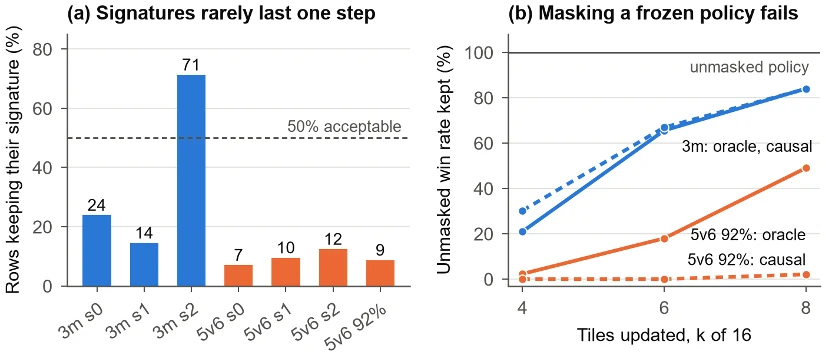 (a) Signatures rarely last one step
Rows keeping their signature (%)
80
60
40
20
0
71
50% acceptable
24
14
7
10
12
9
3m s0
3m s1
3m s2
5v6 s0
5v6 s1
5v6 s2
5v6 92%
(b) Masking a frozen policy fails
Unmasked win rate kept (%)
100
80
60
40
20
0
unmasked policy
3m: oracle, causal
5v6 92%: oracle
5v6 92%: causal
4
6
8
Tiles updated, k of 16